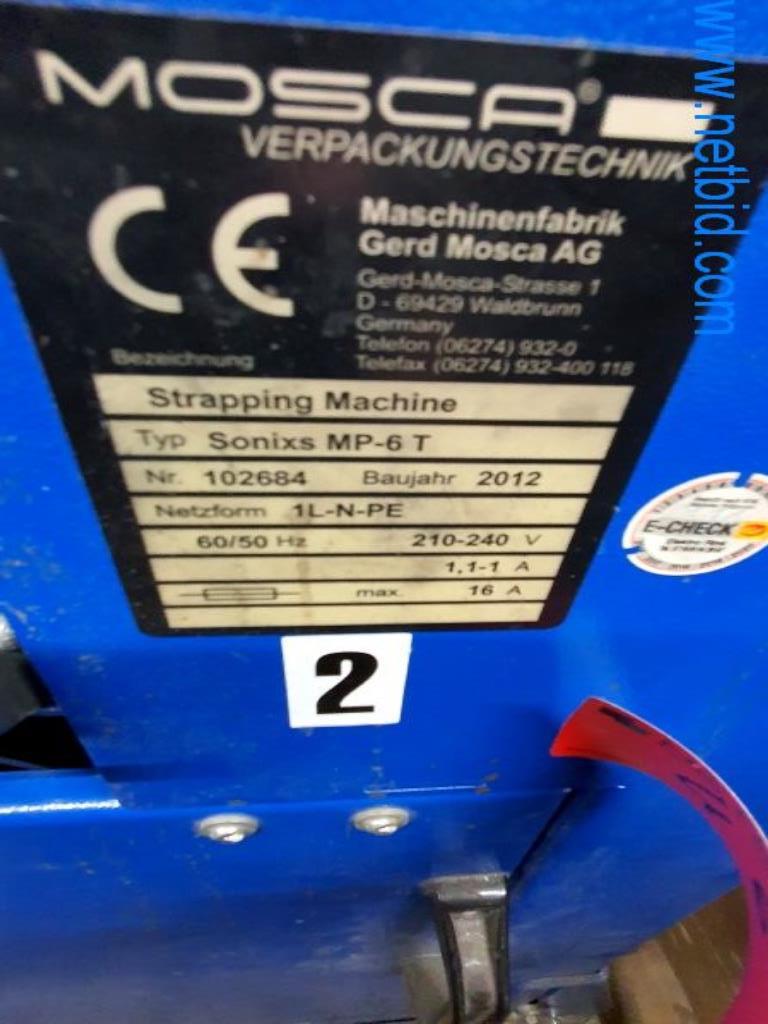 MOSCA®
VERPACKUNGSTECHNIK
CE
Maschinenfabrik
Gerd Mosca AG
Gerd-Mosca-Strasse 1
D - 69429 Waldbrunn
Germany
Telefon (06274) 932-0
Telefax (06274) 932-400 118
Bezeichnung
Strapping Machine
Typ Sonixs MP-6 T
Nr. 102684 Baujahr 2012
Netzform 1L-N-PE
60/50 Hz 210-240 V
1,1-1 A
max. 16 A
E-CHECK
2
www.netbid.com